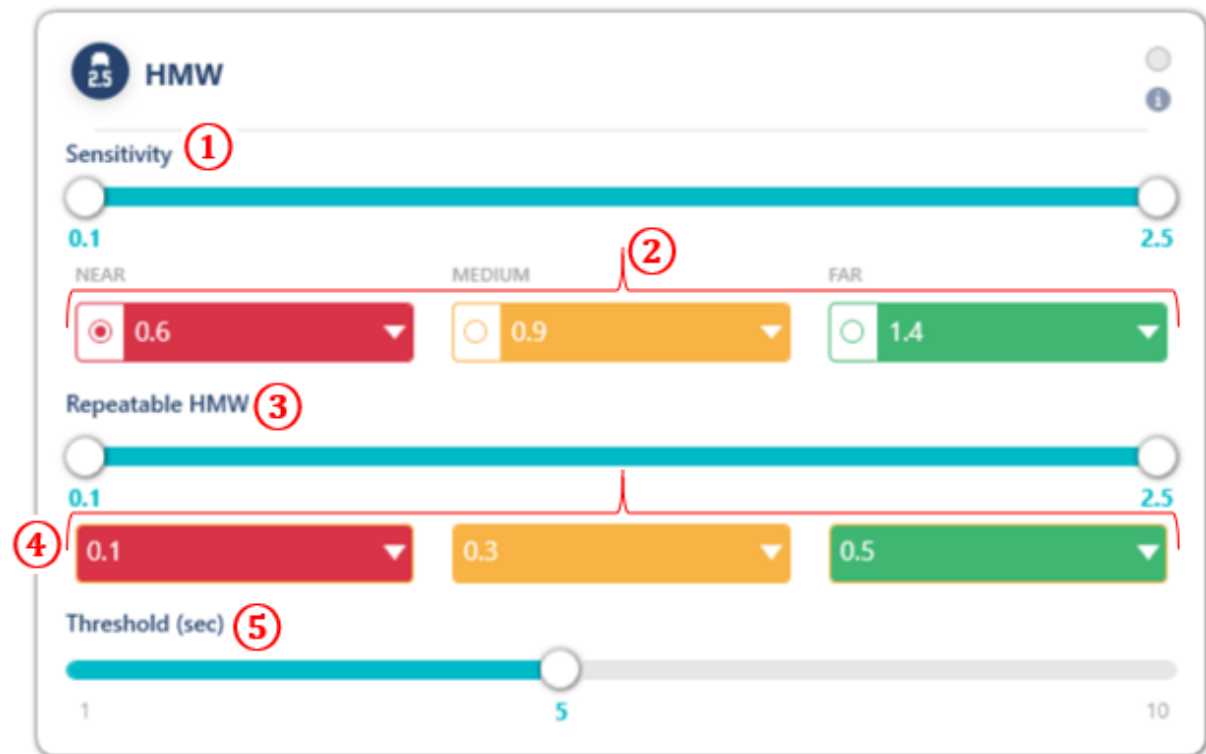 2.5 HMW
Sensitivity ①
0.1 2.5
②
NEAR MEDIUM FAR
0.6 0.9 1.4
Repeatable HMW ③
0.1 2.5
④
0.1 0.3 0.5
Threshold (sec) ⑤
1 5 10